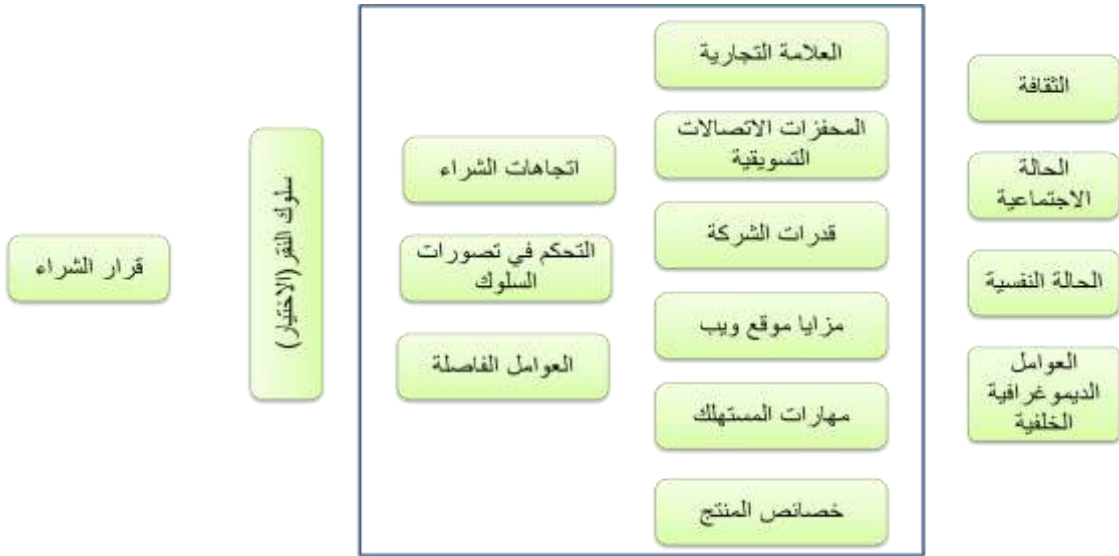 الثقافة
الحالة
الاجتماعية
الحالة النفسية
العوامل
الديموغرافية
الخلفية
العلامة التجارية
المحفزات الاتصالات
التسويقية
قدرات الشركة
مزايا موقع ويب
مهارات المستهلك
خصائص المنتج
اتجاهات الشراء
التحكم في تصورات
السلوك
العوامل الفاصلة
سلوك النقر(الاختيار)
قرار الشراء